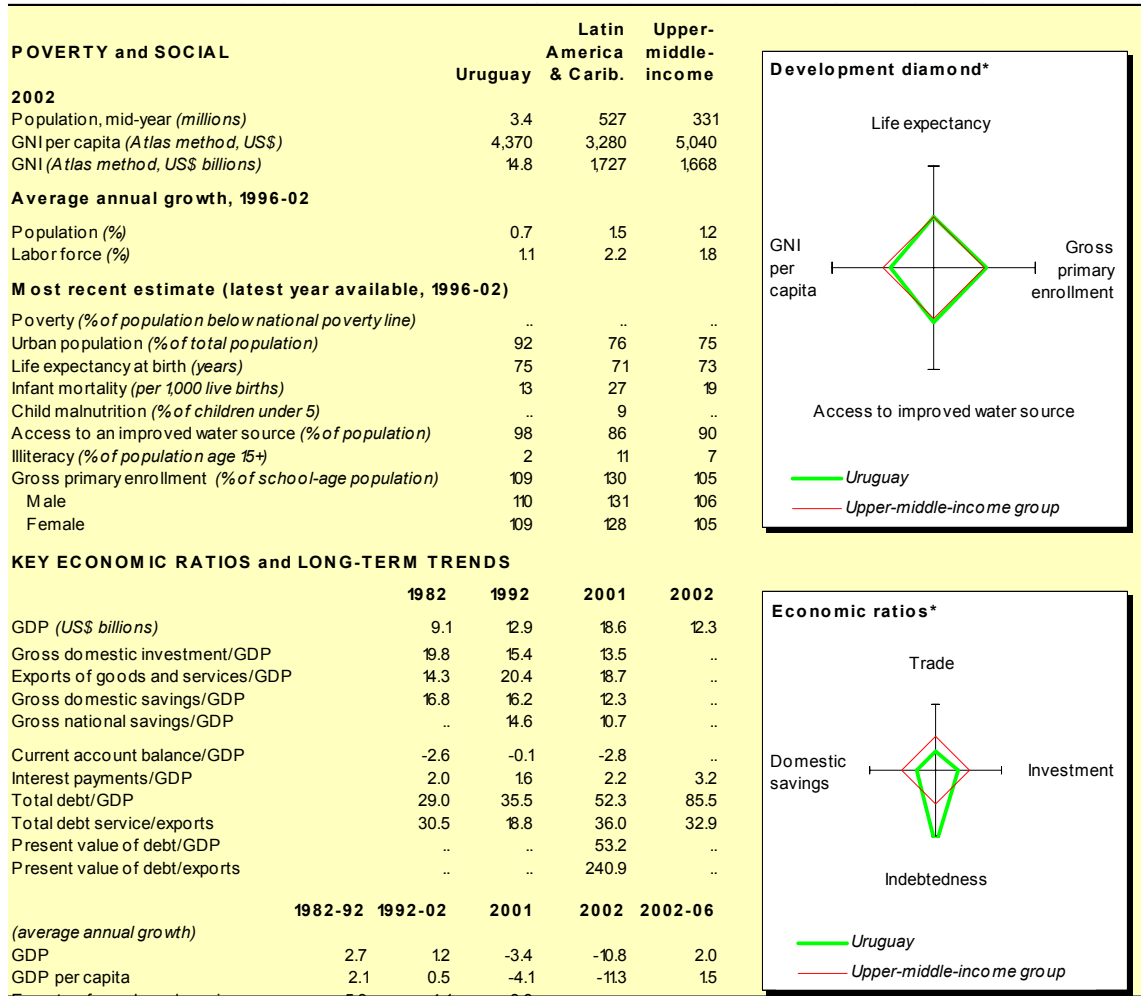 Latin Upper-
POVERTY and SOCIAL America middle-
Uruguay & Carib. income
2002
Population, mid-year (millions) 3.4 527 331
GNI per capita (Atlas method, US$) 4,370 3,280 5,040
GNI (Atlas method, US$ billions) 14.8 1,727 1,668
Average annual growth, 1996-02
Population (%) 0.7 1.5 1.2
Labor force (%) 1.1 2.2 1.8
Most recent estimate (latest year available, 1996-02)
Poverty (% of population below national poverty line) .. .. ..
Urban population (% of total population) 92 76 75
Life expectancy at birth (years) 75 71 73
Infant mortality (per 1,000 live births) 13 27 19
Child malnutrition (% of children under 5) .. 9 ..
Access to an improved water source (% of population) 98 86 90
Illiteracy (% of population age 15+) 2 11 7
Gross primary enrollment (% of school-age population) 109 130 105
Male 110 131 106
Female 109 128 105
Development diamond*
Life expectancy
GNI
per
capita
Gross
primary
enrollment
Access to improved water source
Uruguay
Upper-middle-income group
KEY ECONOMIC RATIOS and LONG-TERM TRENDS
1982 1992 2001 2002
GDP (US$ billions) 9.1 12.9 18.6 12.3
Gross domestic investment/GDP 19.8 15.4 13.5 ..
Exports of goods and services/GDP 14.3 20.4 18.7 ..
Gross domestic savings/GDP 16.8 16.2 12.3 ..
Gross national savings/GDP .. 14.6 10.7 ..
Current account balance/GDP -2.6 -0.1 -2.8 ..
Interest payments/GDP 2.0 1.6 2.2 3.2
Total debt/GDP 29.0 35.5 52.3 85.5
Total debt service/exports 30.5 18.8 36.0 32.9
Present value of debt/GDP .. .. 53.2 ..
Present value of debt/exports .. .. 240.9 ..
1982-92 1992-02 2001 2002 2002-06
(average annual growth)
GDP 2.7 1.2 -3.4 -10.8 2.0
GDP per capita 2.1 0.5 -4.1 -11.3 1.5
Economic ratios*
Trade
Domestic
savings
Investment
Indebtedness
Uruguay
Upper-middle-income group